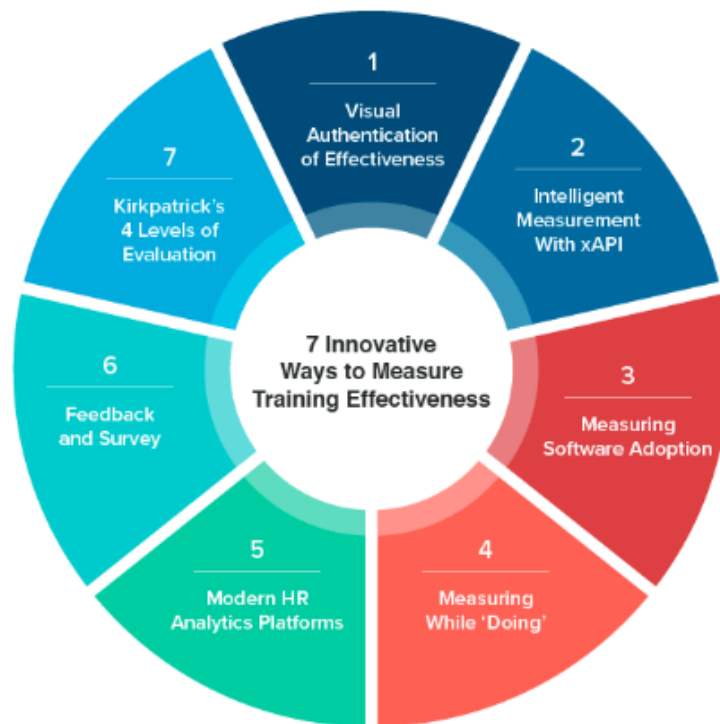 7 Innovative
Ways to Measure
Training Effectiveness
1
Visual
Authentication
of Effectiveness
2
Intelligent
Measurement
With xAPI
3
Measuring
Software Adoption
4
Measuring
While ‘Doing’
5
Modern HR
Analytics Platforms
6
Feedback
and Survey
7
Kirkpatrick’s
4 Levels of
Evaluation